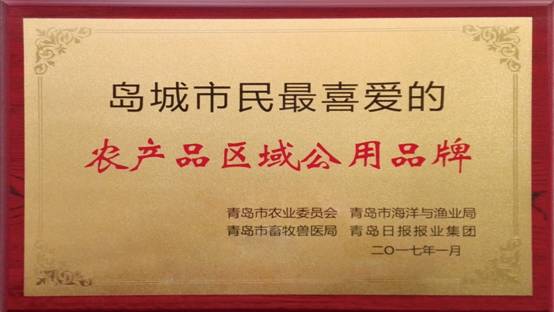 岛城市民最喜爱的
农产品区域公用品牌
青岛市农业委员会 青岛市海洋与渔业局
青岛市畜牧兽医局 青岛日报报业集团
二〇一七年一月